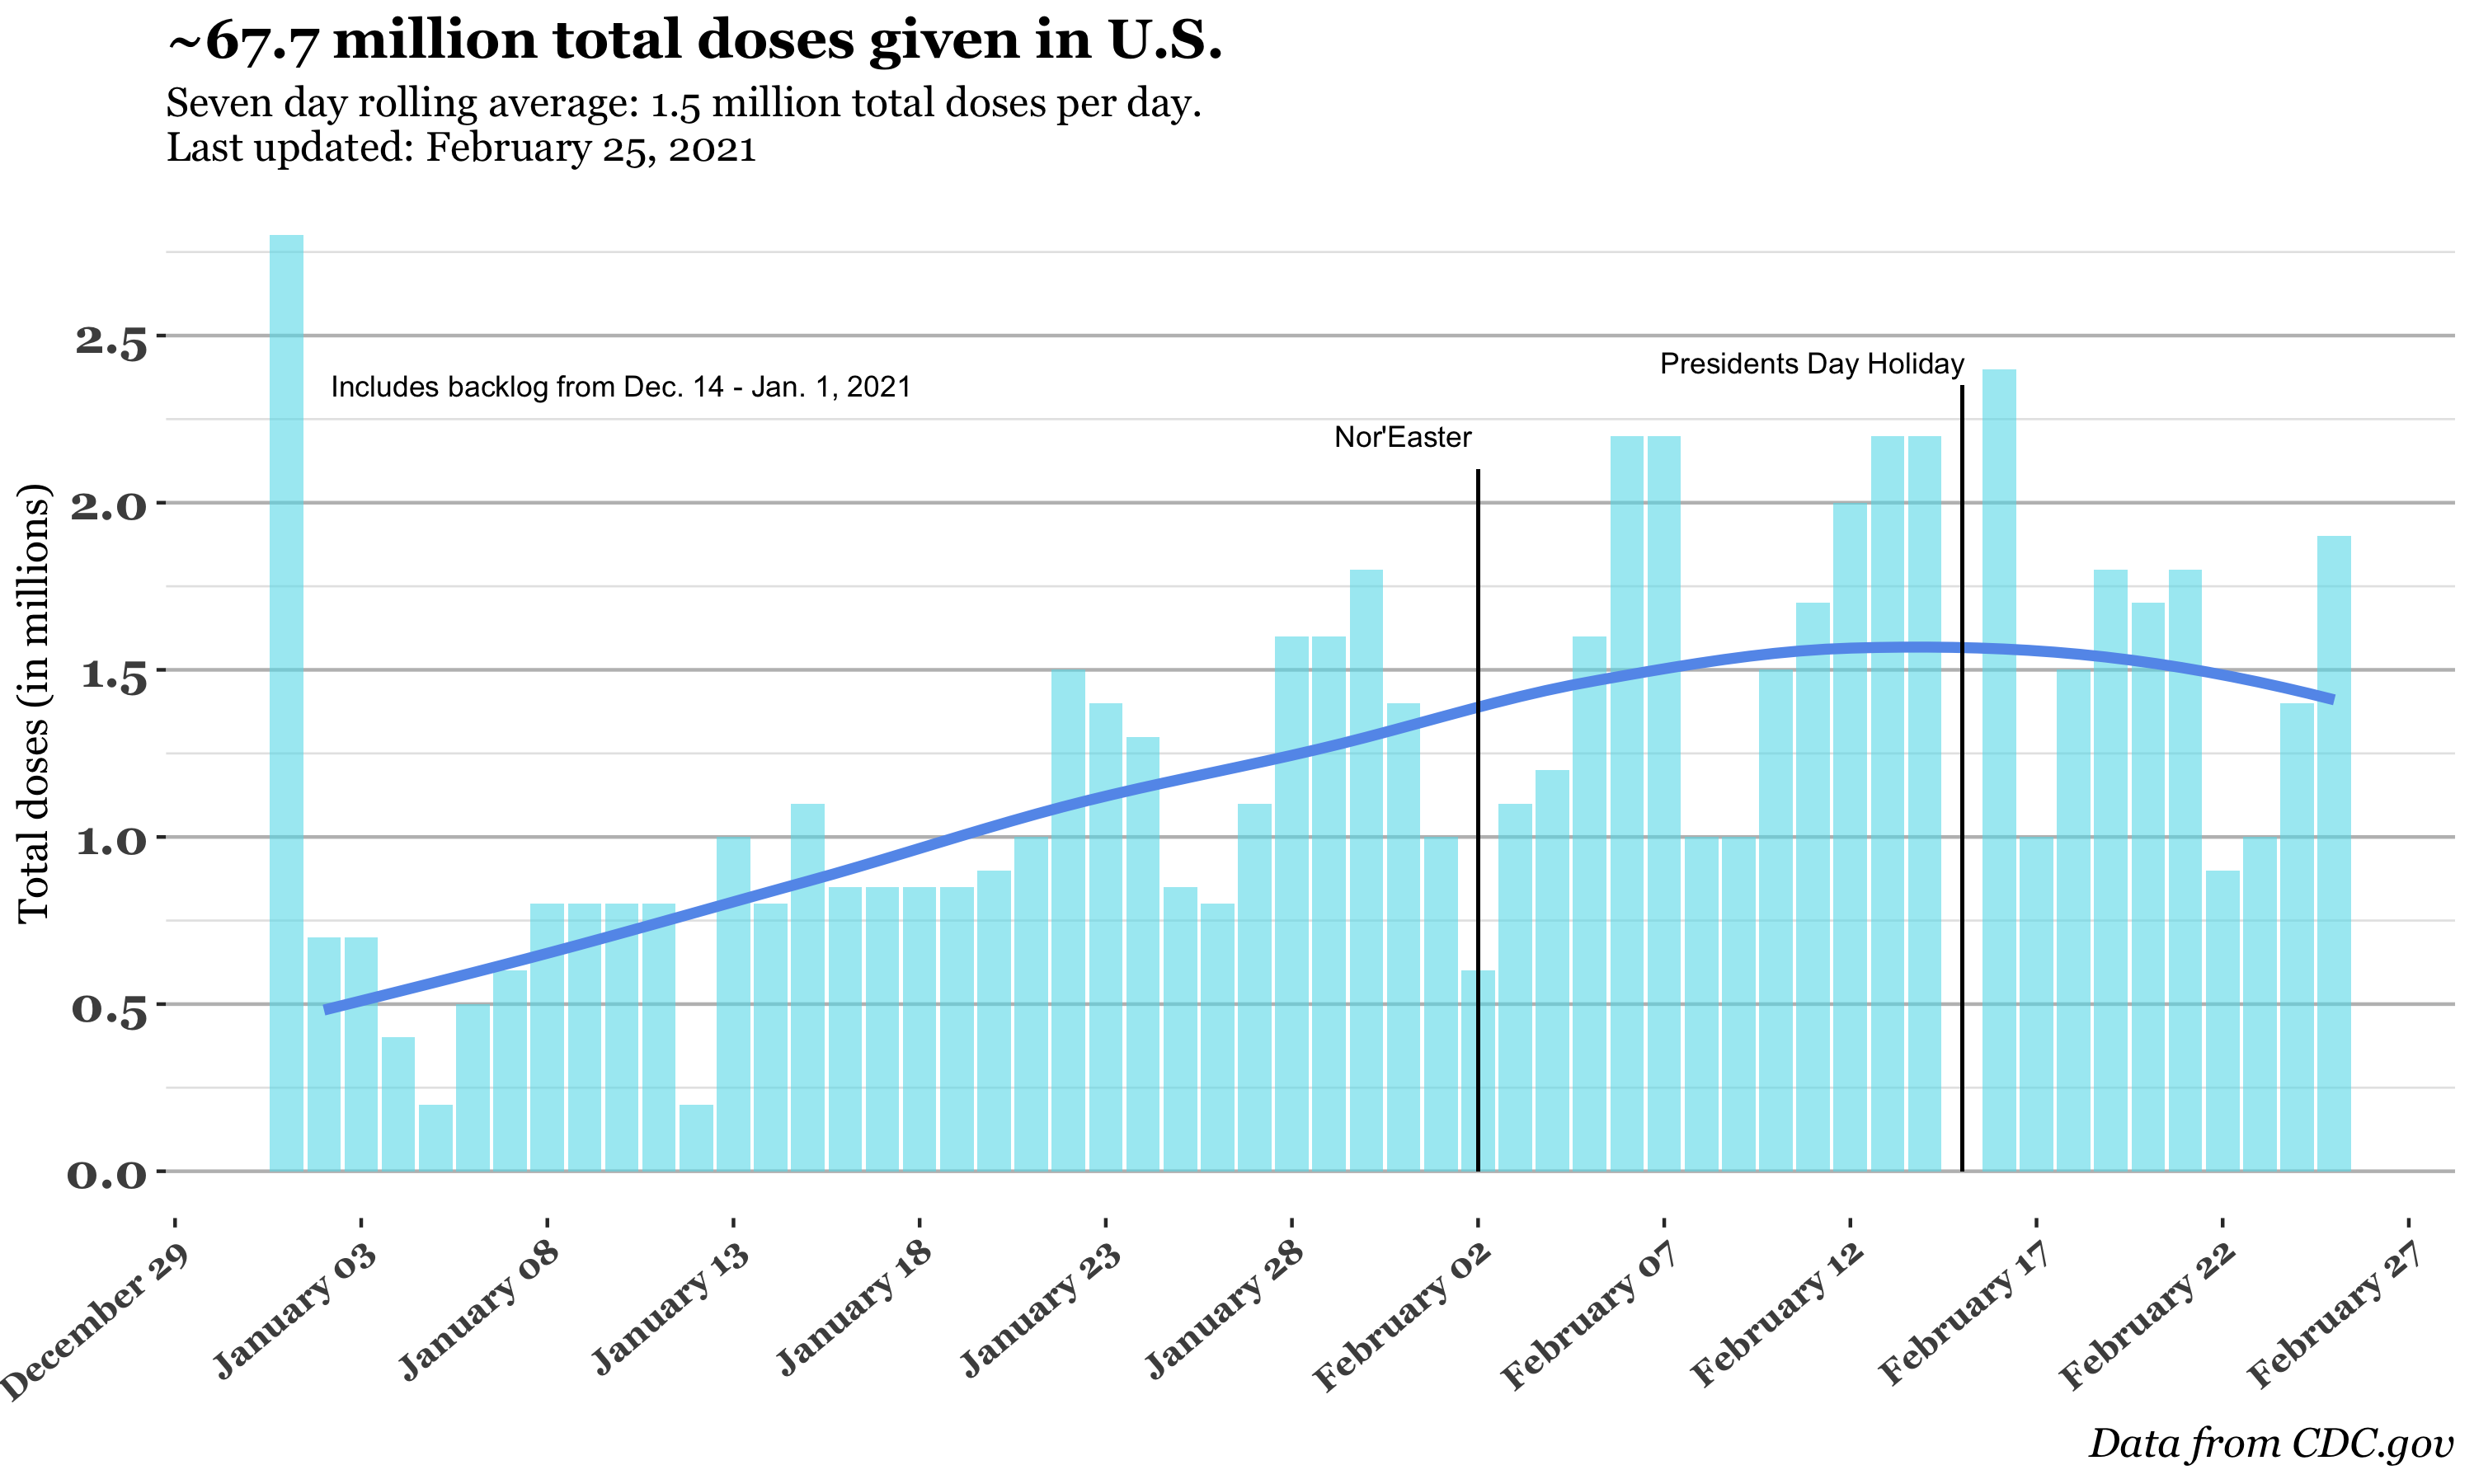 ~67.7 million total doses given in U.S.
Seven day rolling average: 1.5 million total doses per day.
Last updated: February 25, 2021
Total doses (in millions)
2.5
2.0
1.5
1.0
0.5
0.0
Includes backlog from Dec. 14 - Jan. 1, 2021
Nor'Easter
Presidents Day Holiday
December 29
January 03
January 08
January 13
January 18
January 23
January 28
February 02
February 07
February 12
February 17
February 22
February 27
Data from CDC.gov